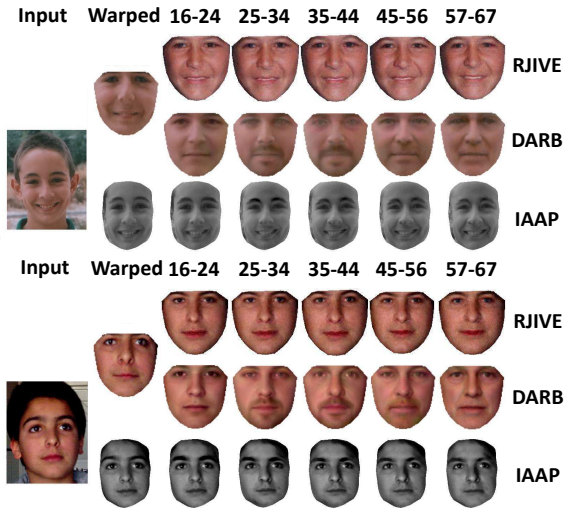 Input Warped 16-24 25-34 35-44 45-56 57-67
RJIVE
DARB
IAAP
Input Warped 16-24 25-34 35-44 45-56 57-67
RJIVE
DARB
IAAP